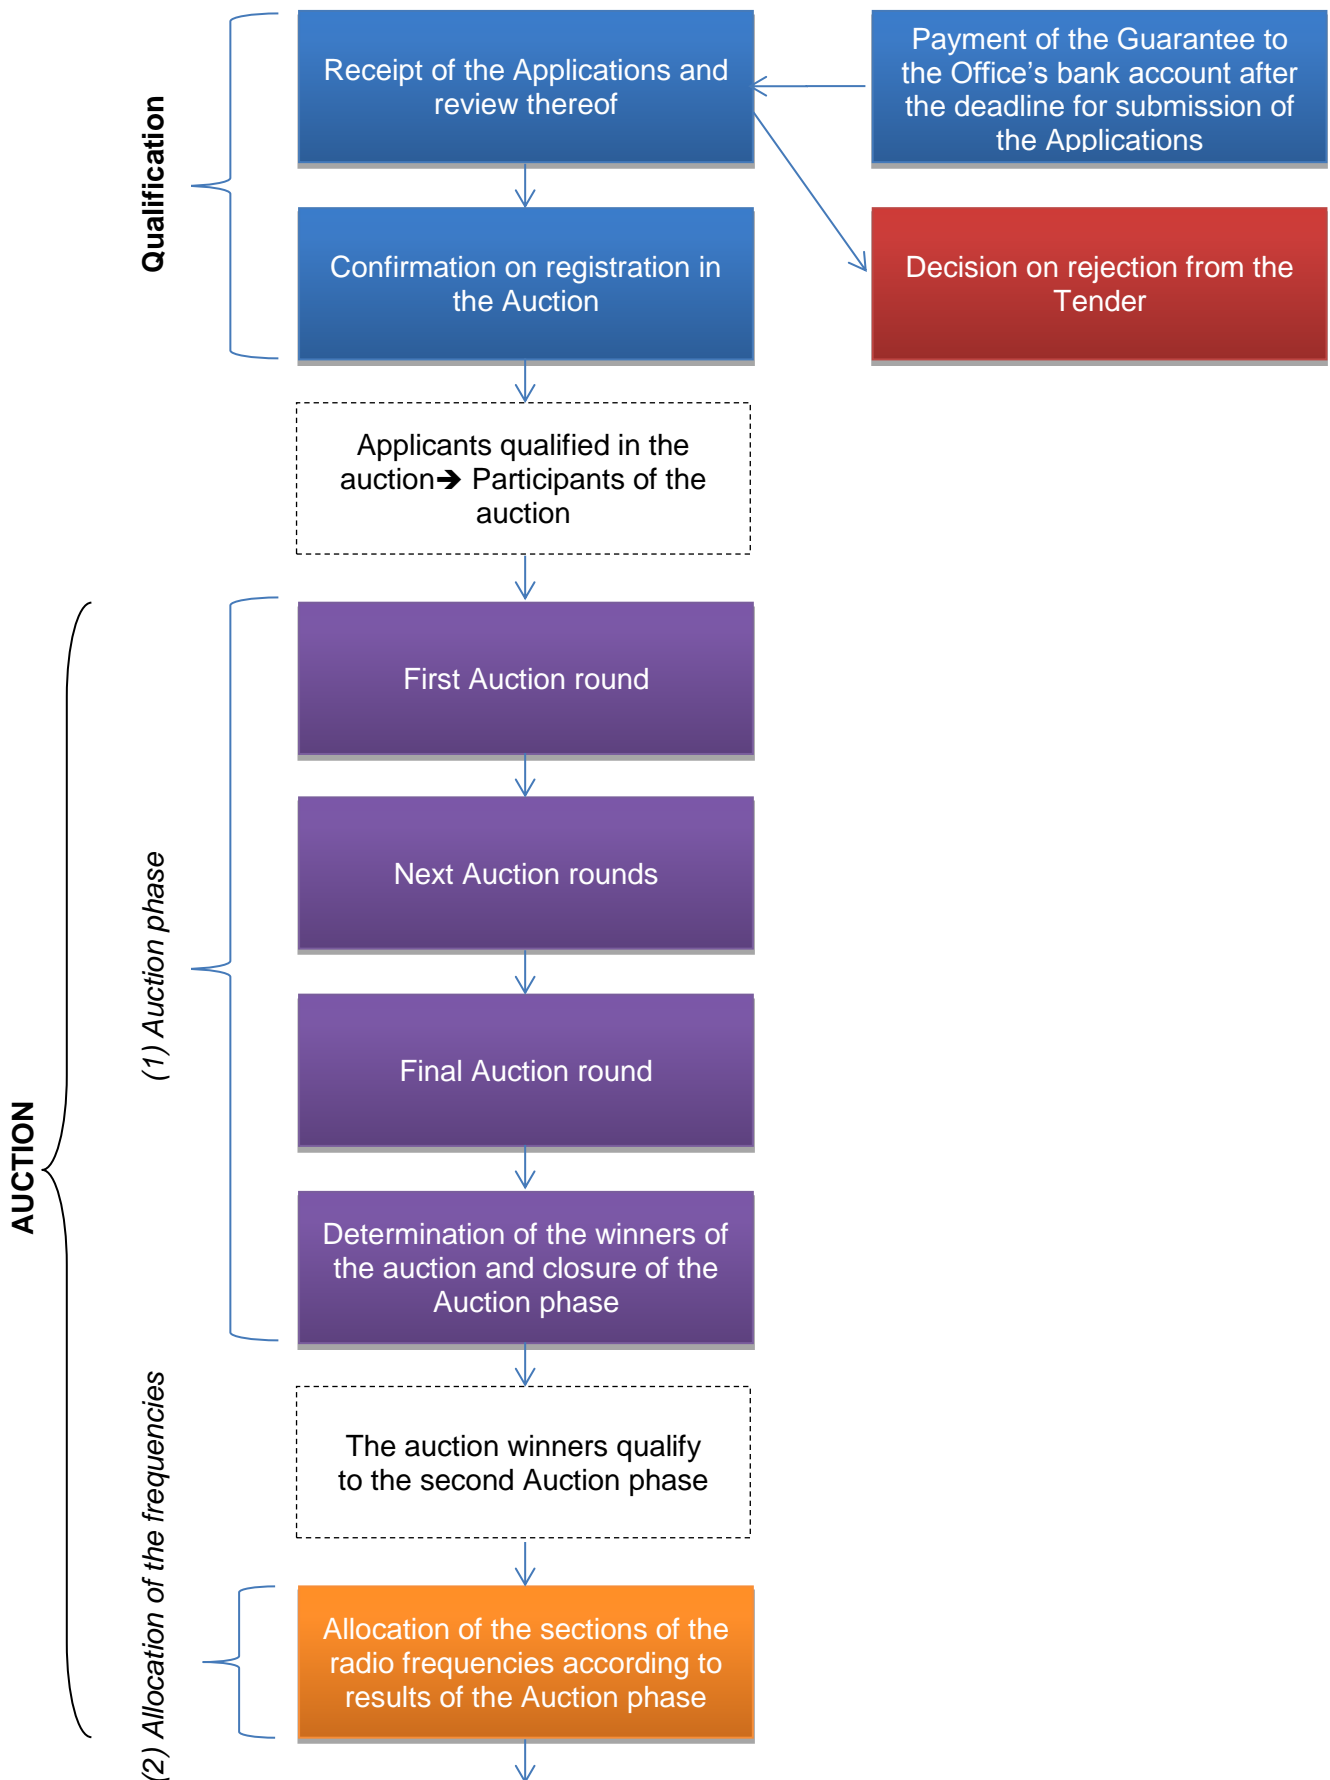 Qualification
Receipt of the Applications and
review thereof
Payment of the Guarantee to
the Office's bank account after
the deadline for submission of
the Applications
Confirmation on registration in
the Auction
Decision on rejection from the
Tender
Applicants qualified in the
auction➔ Participants of the
auction
AUCTION
(1) Auction phase
First Auction round
Next Auction rounds
Final Auction round
Determination of the winners of
the auction and closure of the
Auction phase
The auction winners qualify
to the second Auction phase
(2) Allocation of the frequencies
Allocation of the sections of the
radio frequencies according to
results of the Auction phase